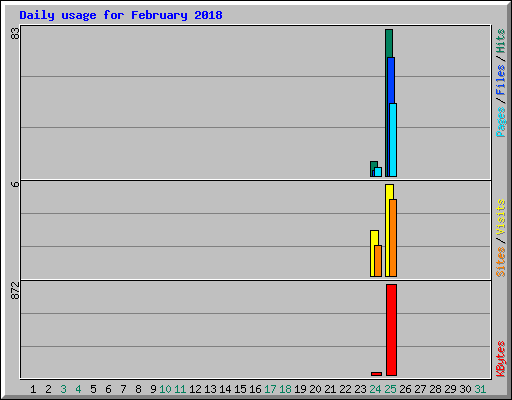 Daily usage for February 2018
83
6
872
Pages/Files/Hits
Sites/Visits
KBytes
1 2 3 4 5 6 7 8 9 10 11 12 13 14 15 16 17 18 19 20 21 22 23 24 25 26 27 28 29 30 31